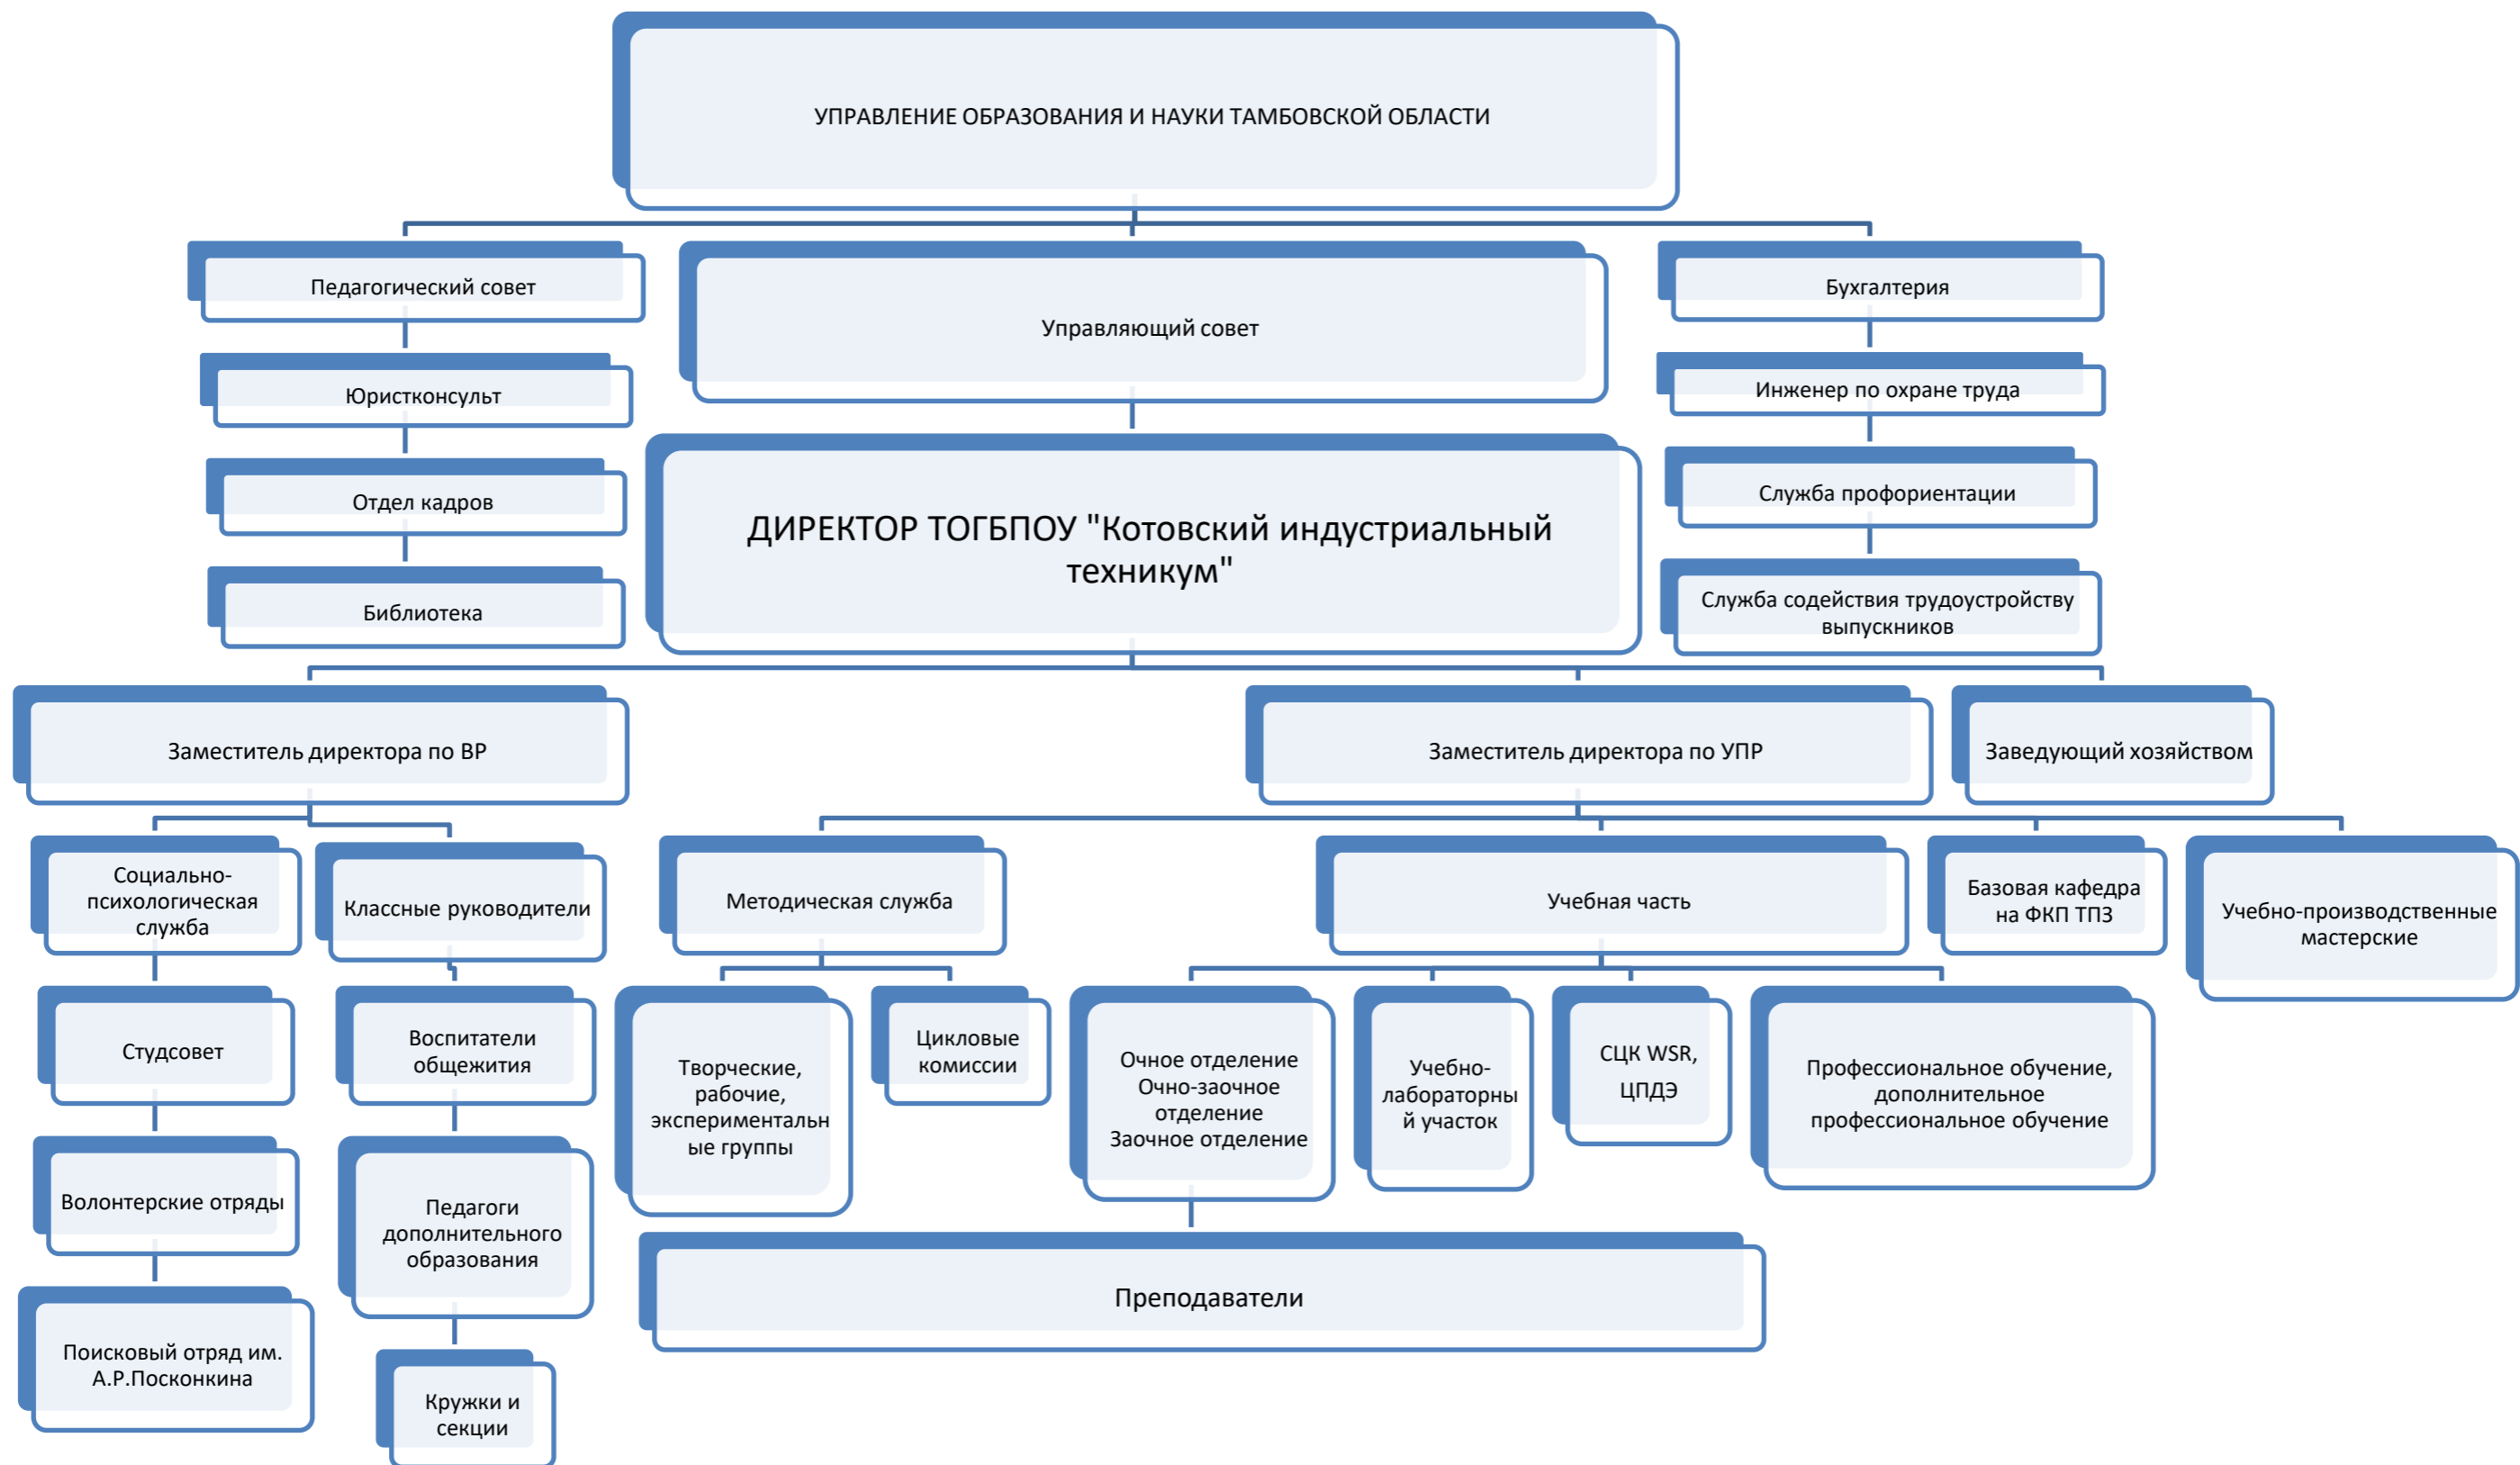 УПРАВЛЕНИЕ ОБРАЗОВАНИЯ И НАУКИ ТАМБОВСКОЙ ОБЛАСТИ
Педагогический совет
Юристконсульт
Отдел кадров
Библиотека
Управляющий совет
ДИРЕКТОР ТОГБПОУ "Котовский индустриальный
техникум"
Бухгалтерия
Инженер по охране труда
Служба профориентации
Служба содействия трудоустройству
выпускников
Заместитель директора по ВР
Заместитель директора по УПР
Заведующий хозяйством
Социально-
психологическая
служба
Классные руководители
Методическая служба
Учебная часть
Базовая кафедра
на ФКП ТПЗ
Учебно-производственные
мастерские
Студсовет
Воспитатели
общежития
Творческие,
рабочие,
экспериментальн
ые группы
Цикловые
комиссии
Очное отделение
Очно-заочное
отделение
Заочное отделение
Учебно-
лабораторны
й участок
СЦК WSR,
ЦПДЭ
Профессиональное обучение,
дополнительное
профессиональное обучение
Волонтерские отряды
Педагоги
дополнительного
образования
Преподаватели
Поисковый отряд им.
А.Р.Посконкина
Кружки и
секции